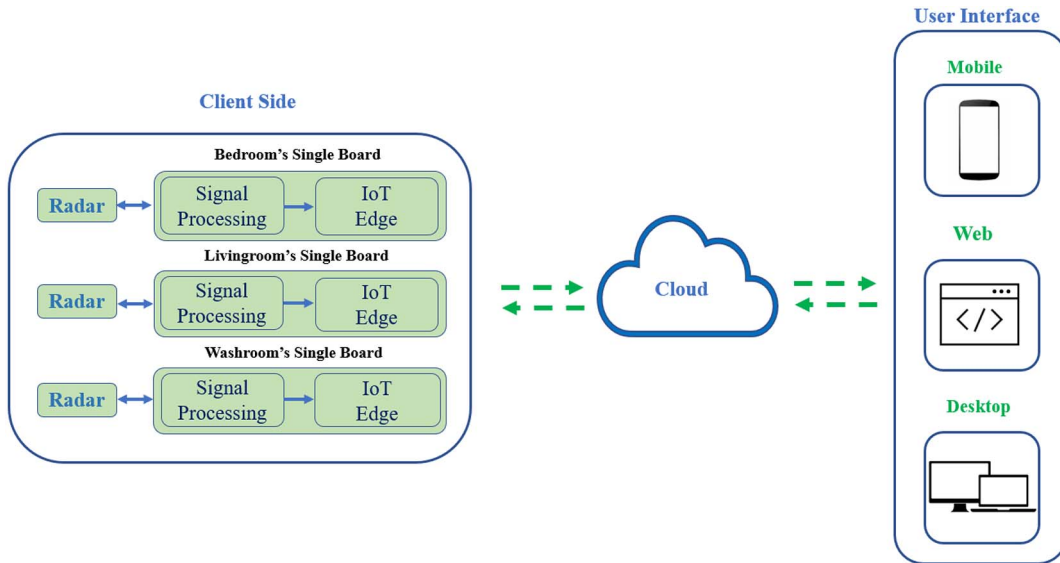 Client Side
Bedroom's Single Board
Radar
Signal
Processing
IoT
Edge
Livingroom's Single Board
Radar
Signal
Processing
IoT
Edge
Washroom's Single Board
Radar
Signal
Processing
IoT
Edge
Cloud
User Interface
Mobile
Web
</>
Desktop